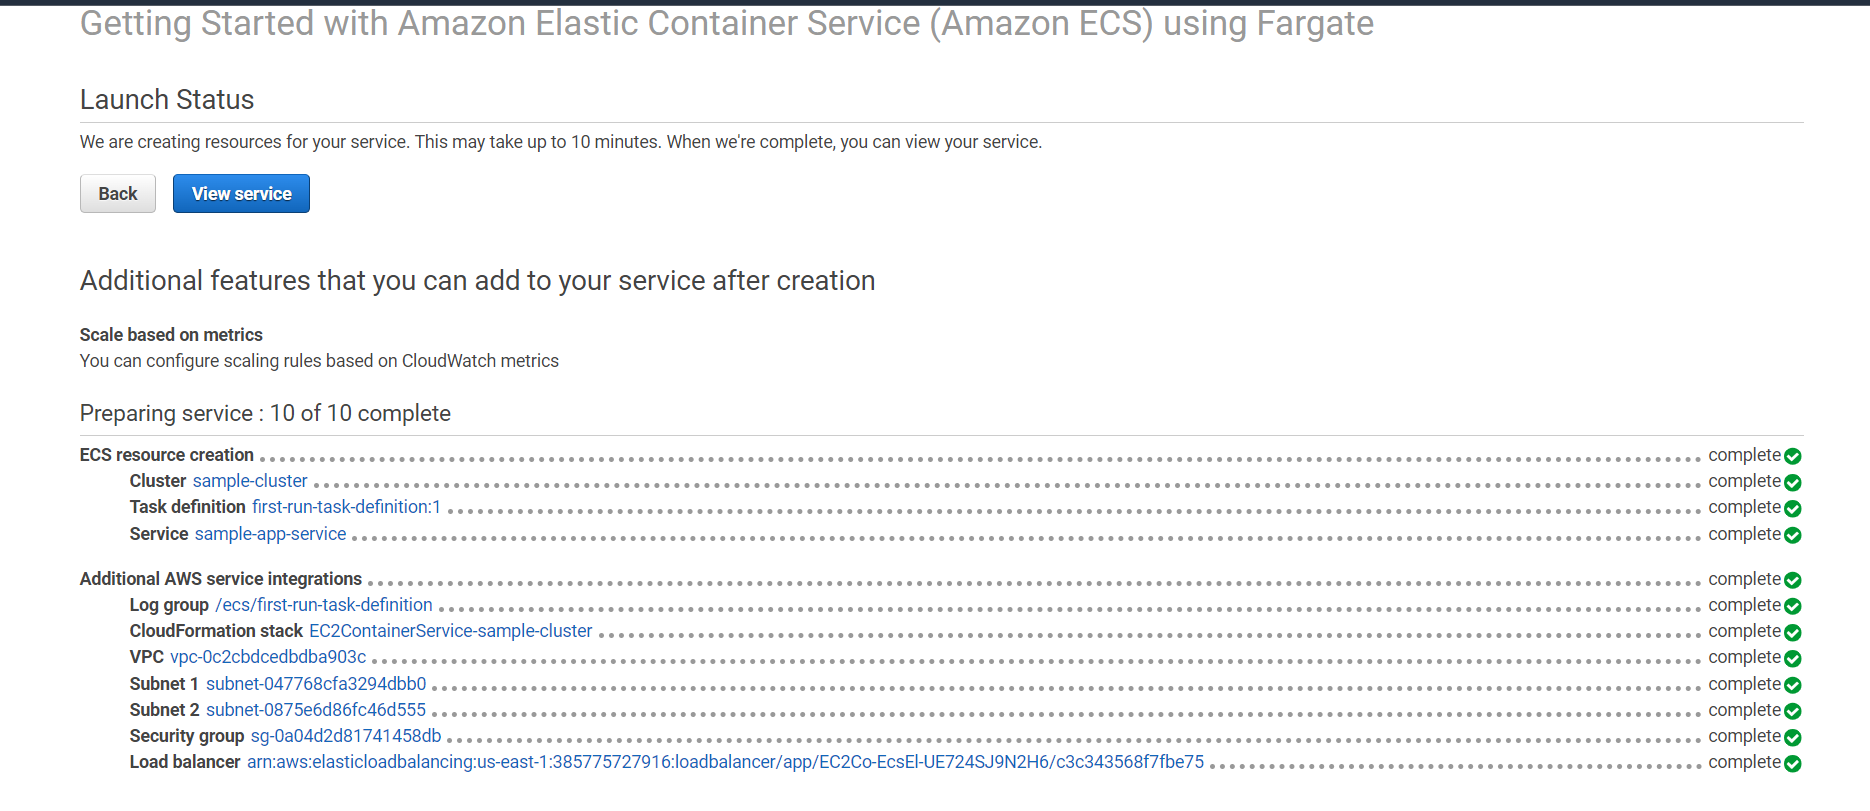 Getting Started with Amazon Elastic Container Service (Amazon ECS) using Fargate
Launch Status
We are creating resources for your service. This may take up to 10 minutes. When we're complete, you can view your service.
Back View service
Additional features that you can add to your service after creation
Scale based on metrics
You can configure scaling rules based on CloudWatch metrics
Preparing service : 10 of 10 complete
ECS resource creation complete
Cluster sample-cluster complete
Task definition first-run-task-definition:1 complete
Service sample-app-service complete
Additional AWS service integrations complete
Log group /ecs/first-run-task-definition complete
CloudFormation stack EC2ContainerService-sample-cluster complete
VPC vpc-0c2cbdcedbdba903c complete
Subnet 1 subnet-047768cfa3294dbb0 complete
Subnet 2 subnet-0875e6d86fc46d555 complete
Security group sg-0a04d2d81741458db complete
Load balancer arn:aws:elasticloadbalancing:us-east-1:385775727916:loadbalancer/app/EC2Co-EcsEl-UE724SJ9N2H6/c3c343568f7fbe75 complete